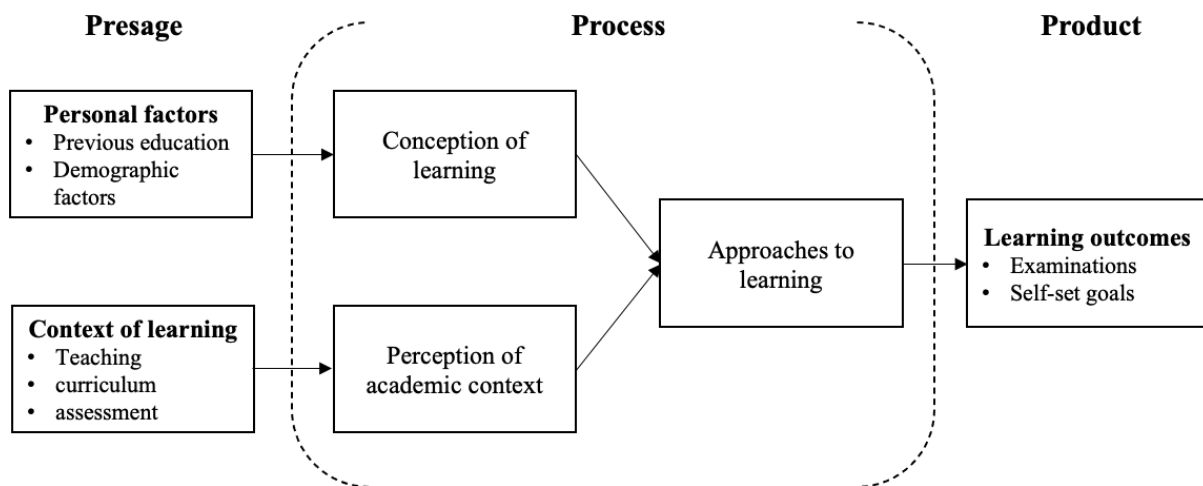 Presage
Process
Product
Personal factors
• Previous education
• Demographic
factors
Conception of
learning
Approaches to
learning
Learning outcomes
• Examinations
• Self-set goals
Context of learning
• Teaching
• curriculum
• assessment
Perception of
academic context